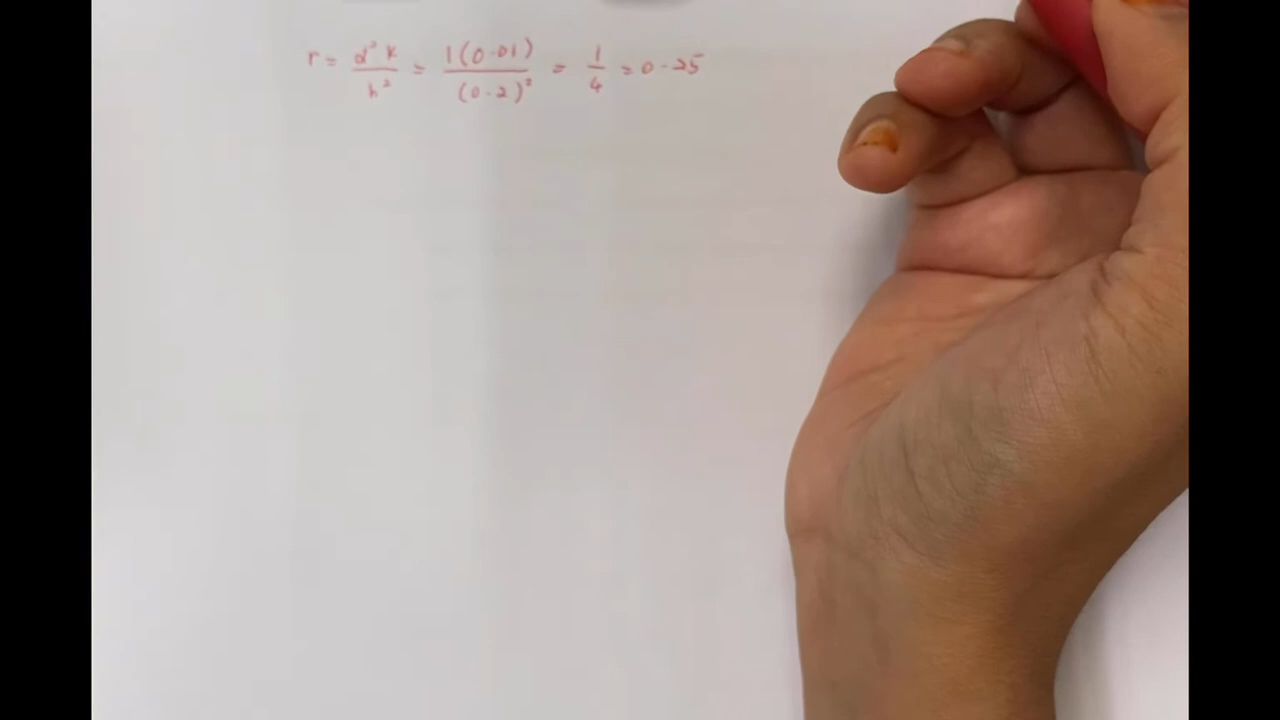 r = α²k / h² = 1(0.01) / (0.2)² = 1/4 = 0.25